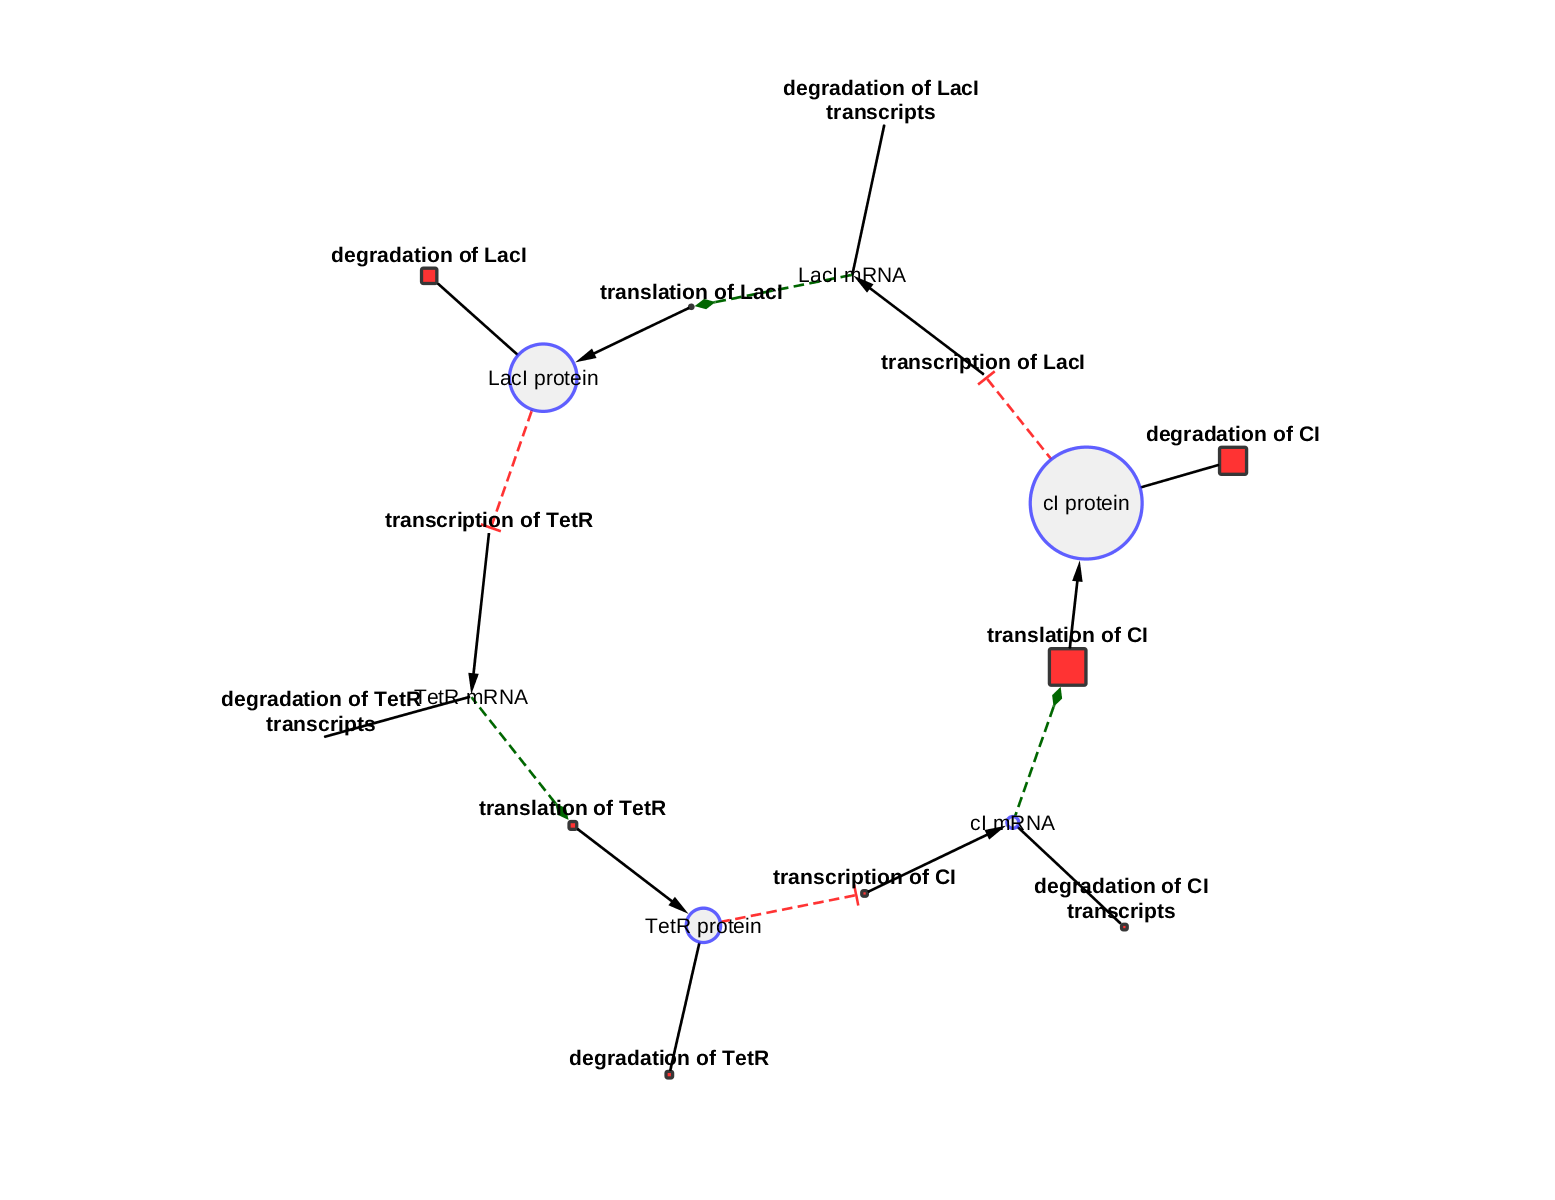 degradation of LacI
transcripts
degradation of LacI
LacI mRNA
translation of LacI
transcription of LacI
LacI protein
degradation of CI
cI protein
transcription of TetR
translation of CI
degradation of TetR
transcripts
TetR mRNA
translation of TetR
cI mRNA
transcription of CI
degradation of CI
transcripts
TetR protein
degradation of TetR